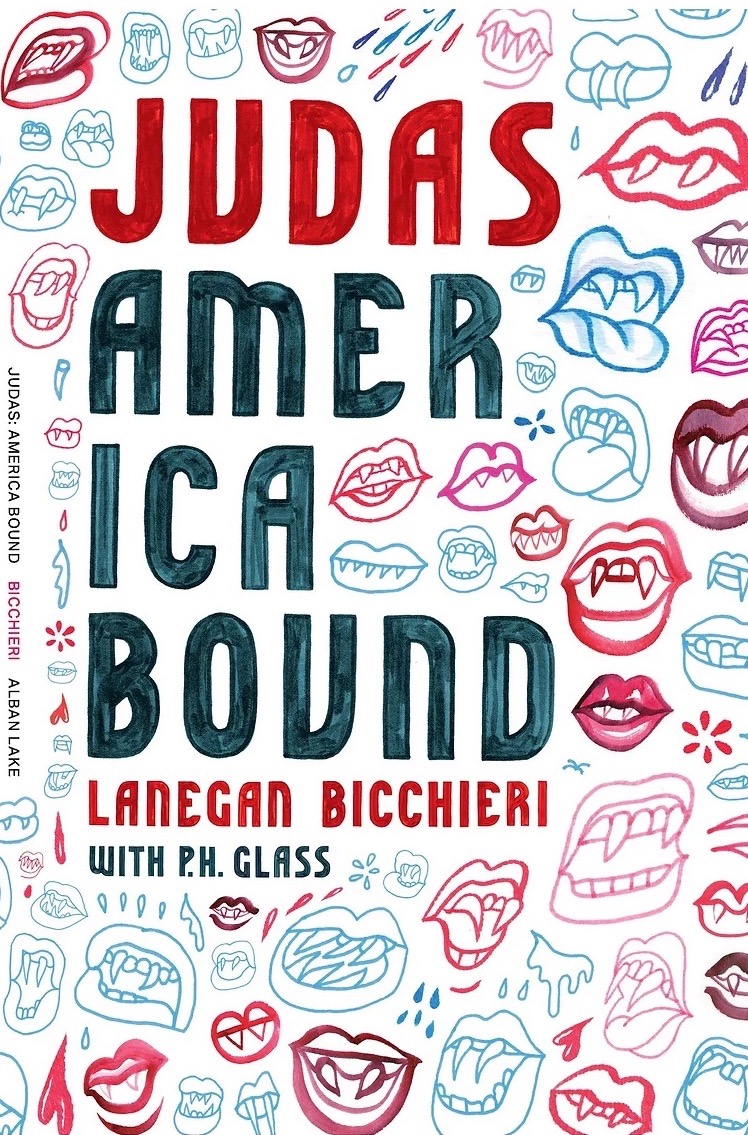 JUDAS
AMER
ICA
BOUND
LANEGAN BICCHIERI
WITH P.H. GLASS
JUDAS: AMERICA BOUND BICCHIERI ALBAN LAKE